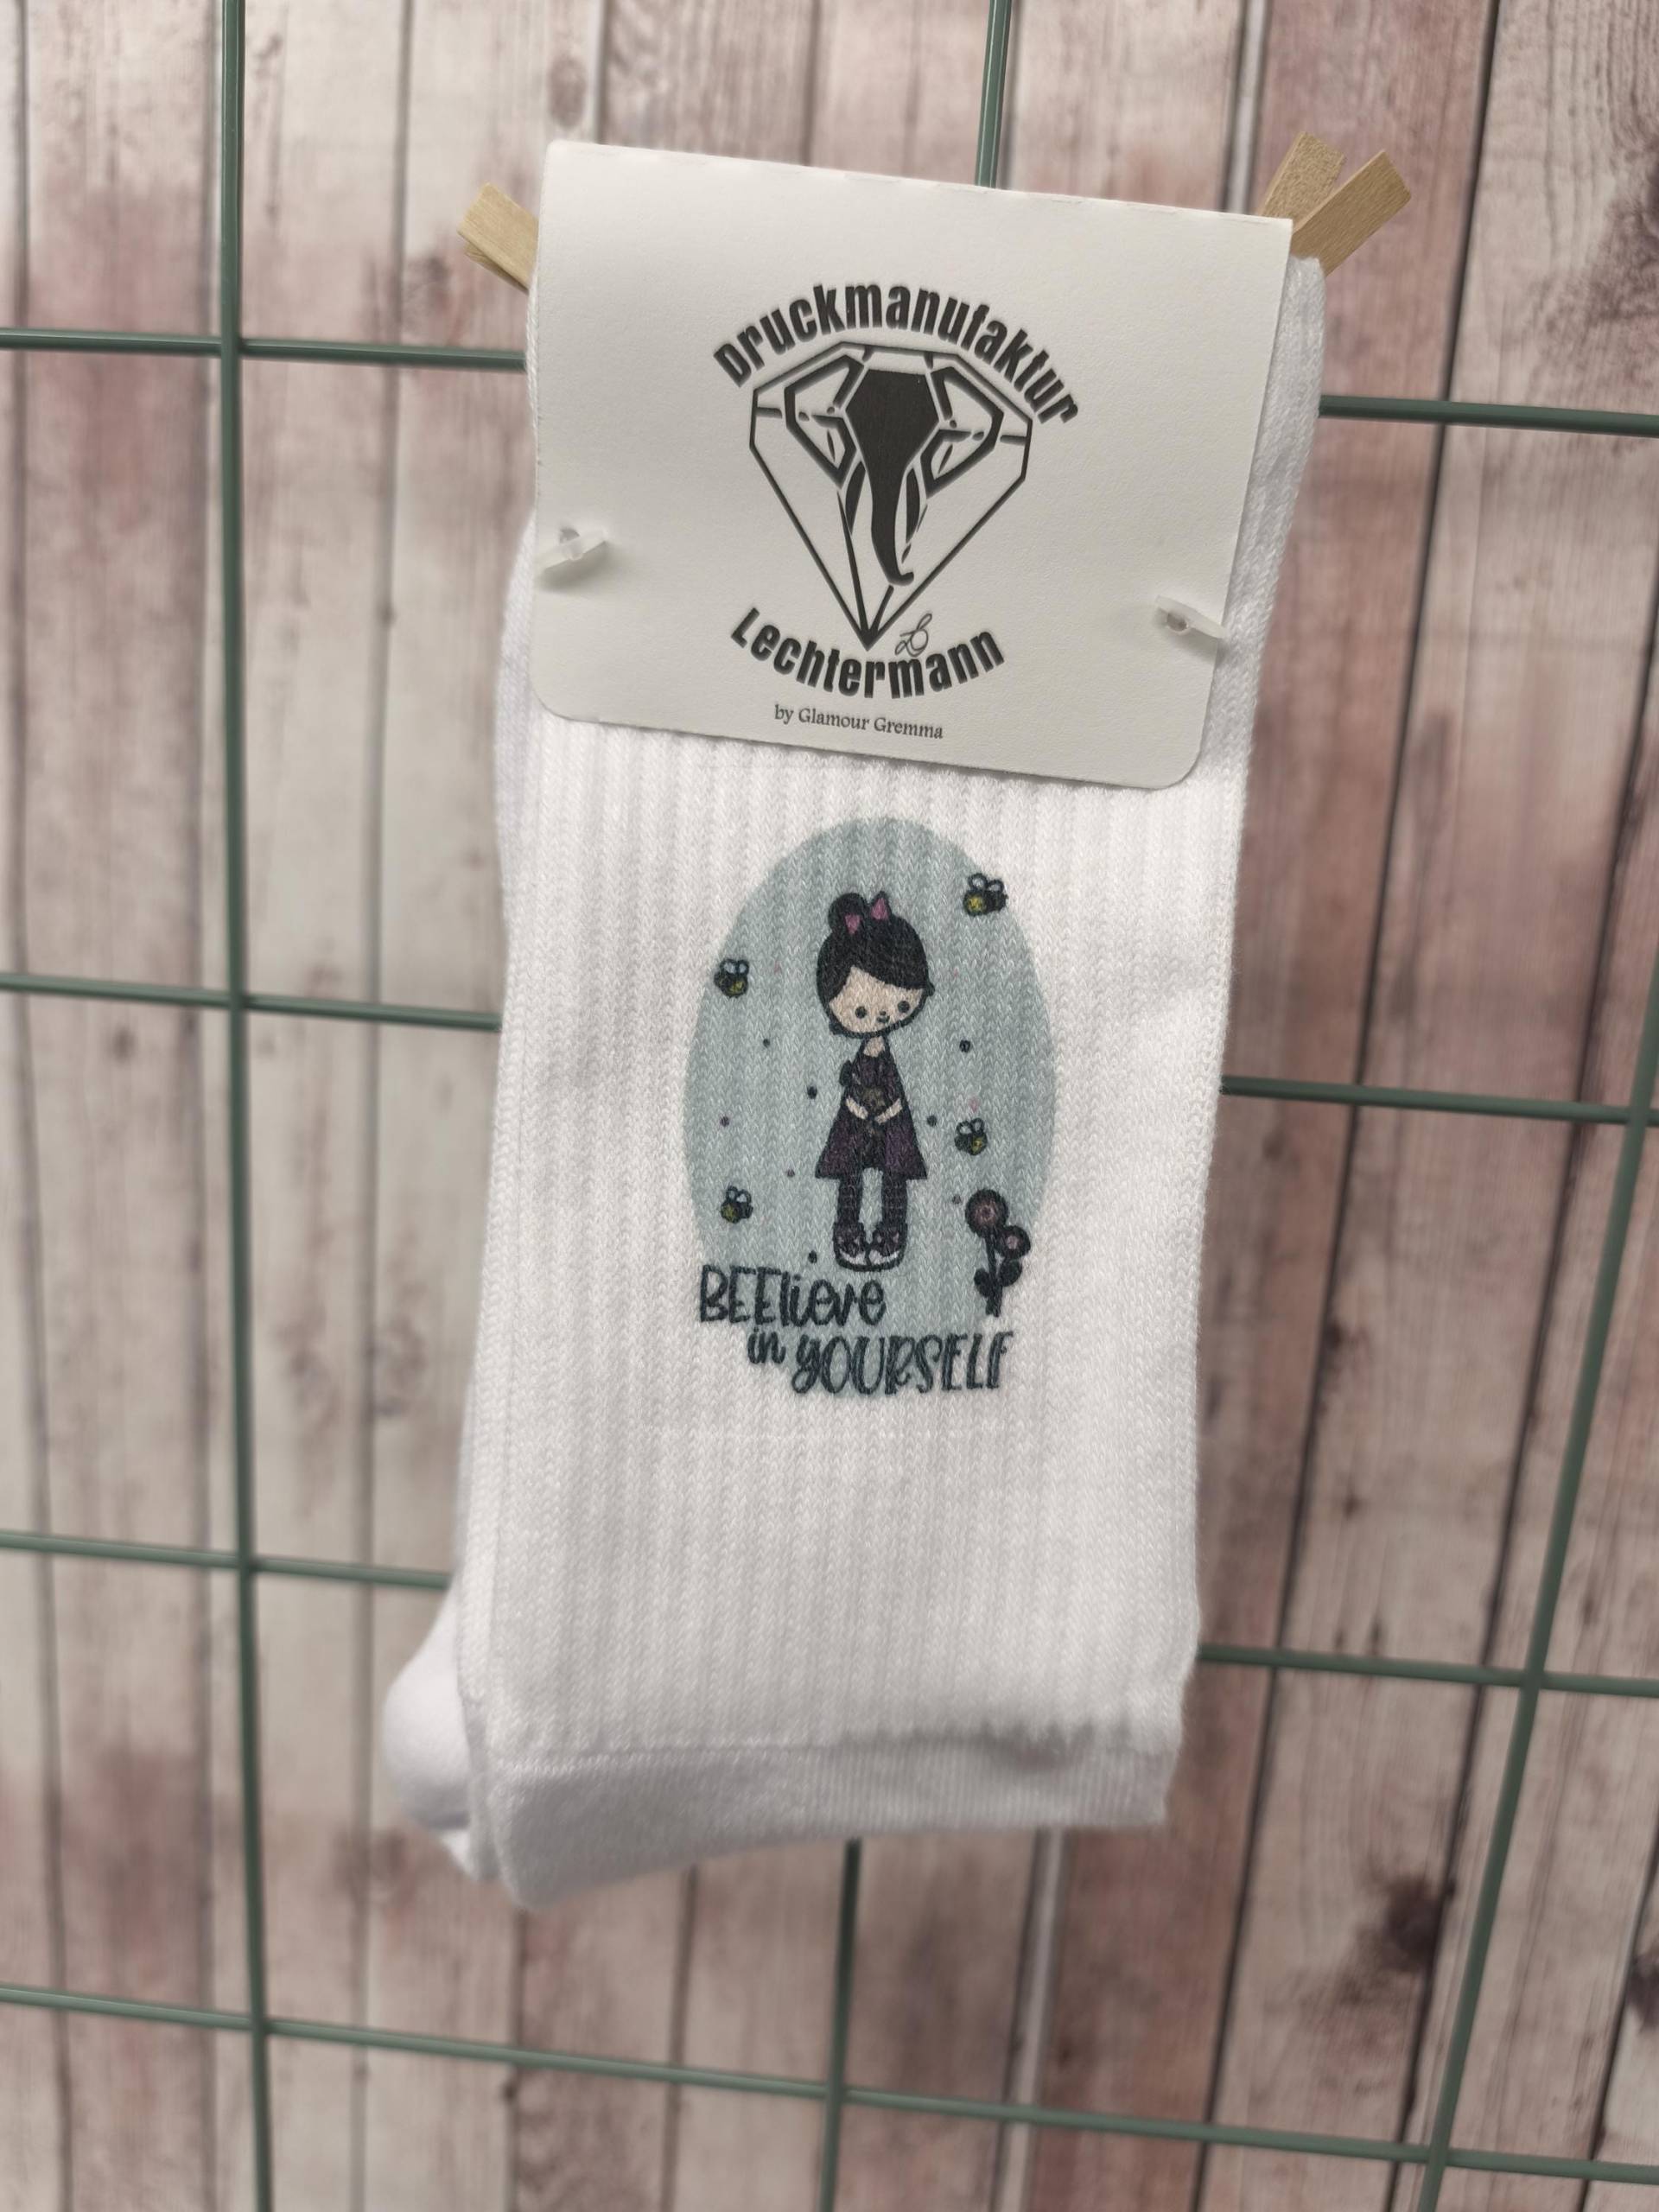 Druckmanufaktur
Lechtermann
by Glamour Gremma
BEElieve
in YOURSELF